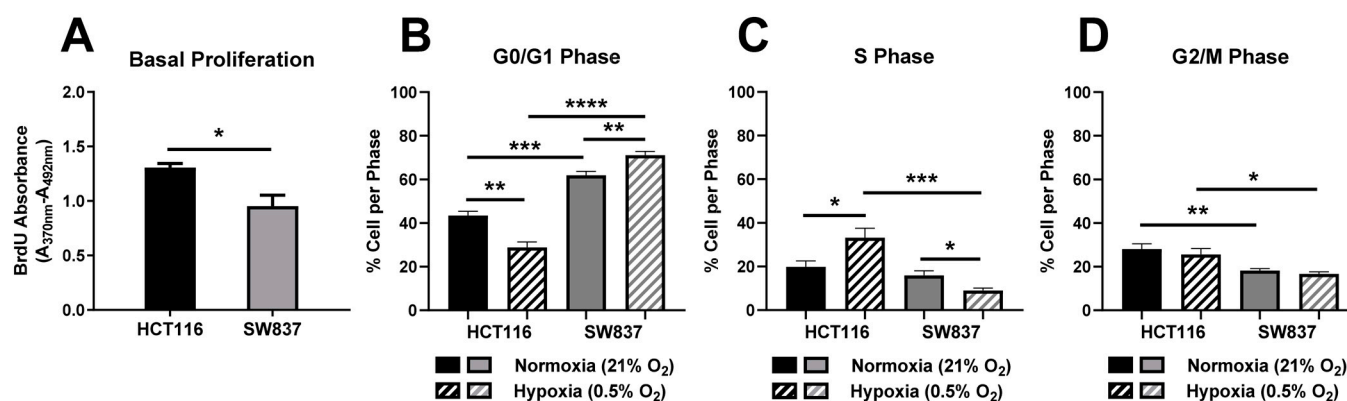 A
Basal Proliferation
BrdU Absorbance
(A370nm-A492nm)
2.0
1.5
1.0
0.5
0.0
*
HCT116 SW837
B
G0/G1 Phase
% Cell per Phase
100
80
60
40
20
0
****
**
***
**
HCT116 SW837
Normoxia (21% O2)
Hypoxia (0.5% O2)
C
S Phase
% Cell per Phase
100
80
60
40
20
0
***
*
*
HCT116 SW837
Normoxia (21% O2)
Hypoxia (0.5% O2)
D
G2/M Phase
% Cell per Phase
100
80
60
40
20
0
*
**
HCT116 SW837
Normoxia (21% O2)
Hypoxia (0.5% O2)